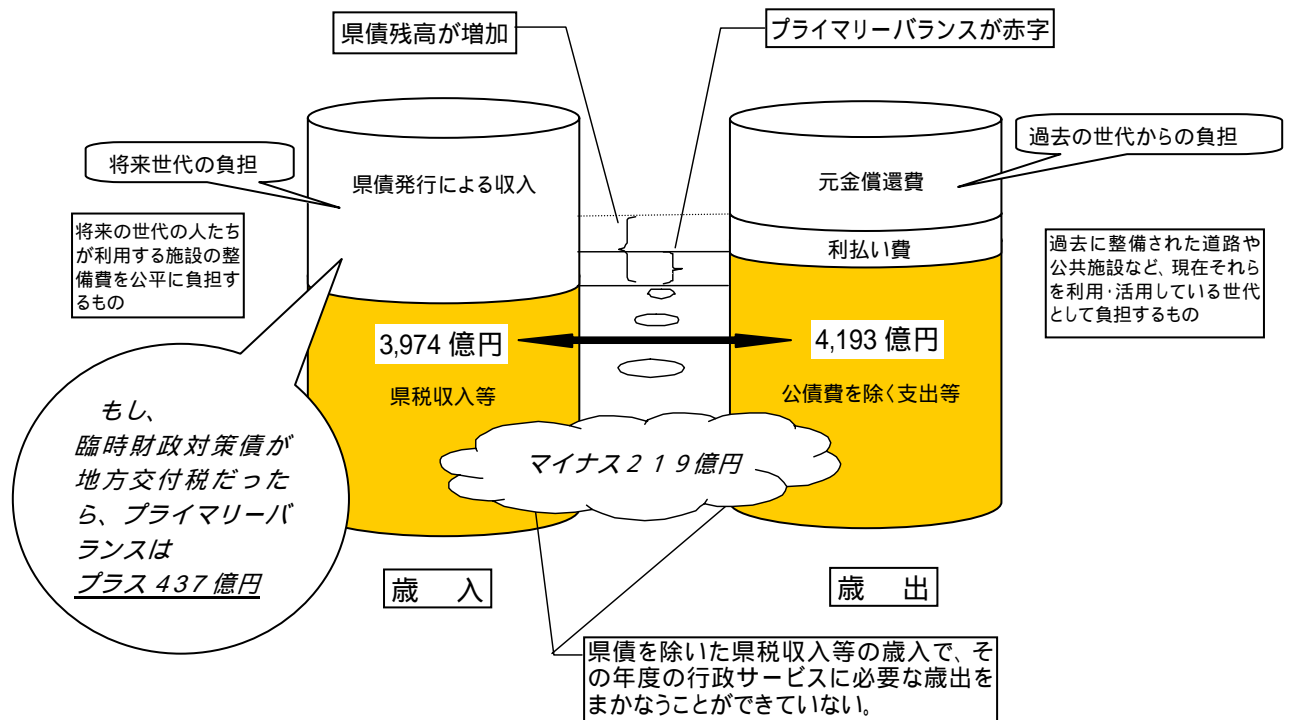 県債残高が増加
プライマリーバランスが赤字
将来世代の負担
過去の世代からの負担
県債発行による収入
元金償還費
利払い費
将来の世代の人たち
が利用する施設の整
備費を公平に負担す
るもの
過去に整備された道路や
公共施設など、現在それら
を利用・活用している世代
として負担するもの
3,974 億円
4,193 億円
県税収入等
公債費を除く支出等
もし、
臨時財政対策債が
地方交付税だった
ら、プライマリーバ
ランスは
プラス 437 億円
マイナス219億円
歳 入
歳 出
県債を除いた県税収入等の歳入で、そ
の年度の行政サービスに必要な歳出を
まかなうことができていない。